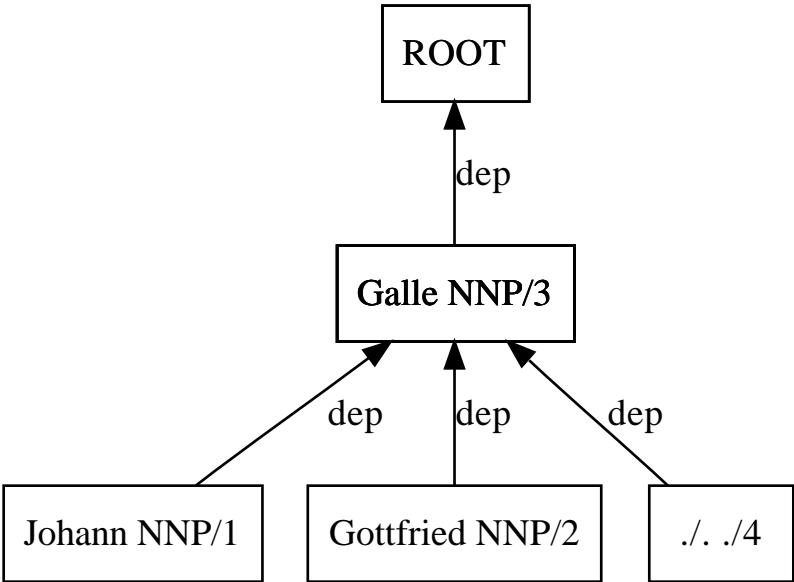 ROOT
dep
Galle NNP/3
dep
dep
dep
Johann NNP/1
Gottfried NNP/2
./. ./4